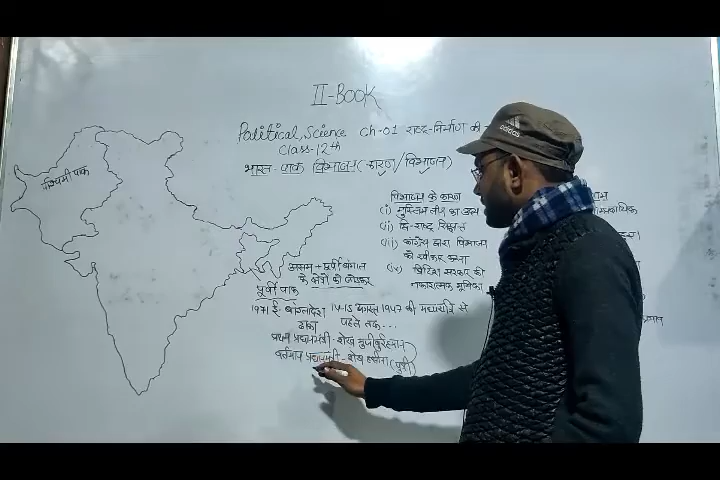 II-BOOK
Political Science Ch-01 राष्ट्र-निर्माण की
Class-12th
भारत-पाक विभाजन (कारण/विभाजन)
पश्चिमी पाक
विभाजन के कारण
(i) मुस्लिम लीग का उदय
(ii) द्वि-राष्ट्र सिद्धांत
(iii) कांग्रेस द्वारा विभाजन
को स्वीकार करना
(iv) ब्रिटिश सरकार की
नकारात्मक भूमिका
असम + पूर्वी बंगाल
के क्षेत्रों को जोड़कर
पूर्वी पाक
1971 ई॰ बांग्लादेश 14-15 अगस्त 1947 की मध्यरात्रि से
ढाका पहले तक...
प्रथम प्रधानमंत्री - शेख मुजीबुर्रहमान
वर्तमान प्रधानमंत्री - शेख हसीना (पुत्री)
adidas